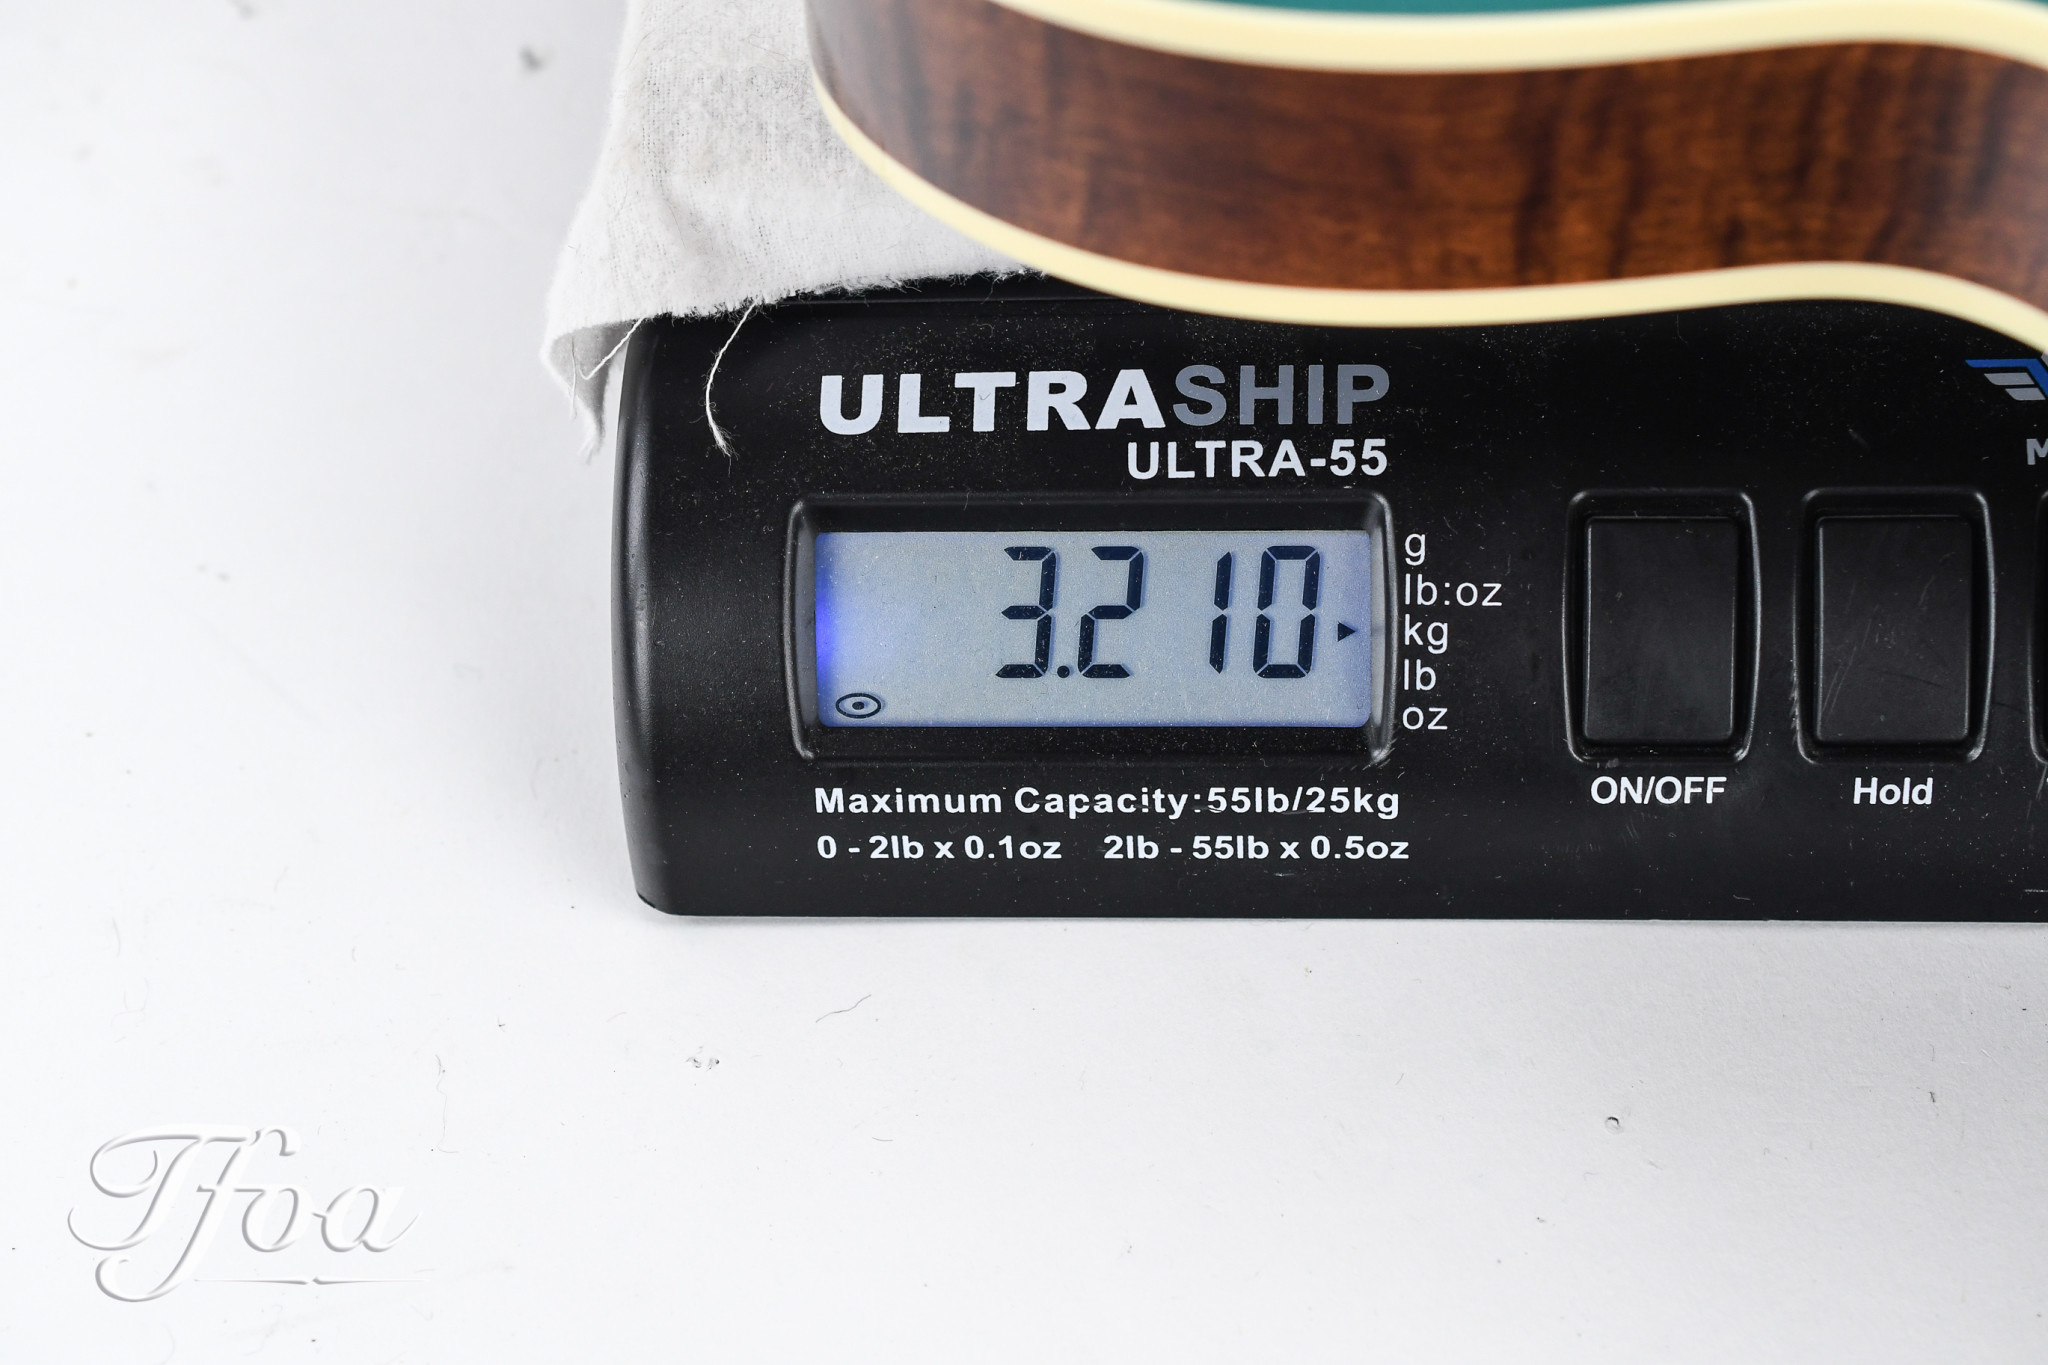 ULTRASHIP
ULTRA-55
3.210
g
lb:oz
kg
lb
oz
Maximum Capacity:55lb/25kg
0 - 2lb x 0.1oz 2lb - 55lb x 0.5oz
ON/OFF
Hold
M
Tfoa